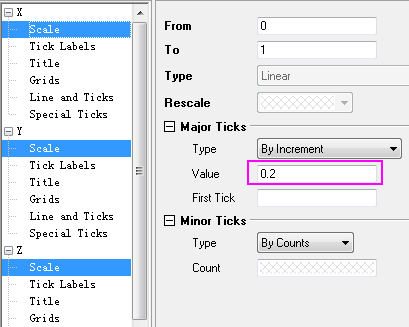 X
Scale
Tick Labels
Title
Grids
Line and Ticks
Special Ticks
Y
Scale
Tick Labels
Title
Grids
Line and Ticks
Special Ticks
Z
Scale
Tick Labels
Title
Grids
From 0
To 1
Type Linear
Rescale
Major Ticks
Type By Increment
Value 0.2
First Tick
Minor Ticks
Type By Counts
Count